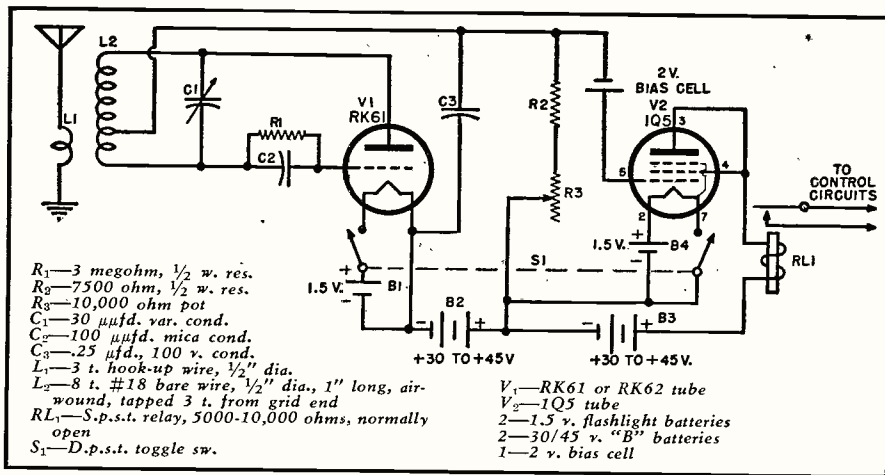 L2
L1
C1
R1
C2
V1
RK61
C3
R2
R3
2V.
BIAS CELL
V2
1Q5
3
4
5
2
7
TO
CONTROL
CIRCUITS
+
1.5 V.
-
B4
S1
RL1
+
1.5 V.
-
B1
B2
- +
+30 TO +45V.
B3
- +
+30 TO +45V.
R₁—3 megohm, ½ w. res.
R₂—7500 ohm, ½ w. res.
R₃—10,000 ohm pot
C₁—30 μμfd. var. cond.
C₂—100 μμfd. mica cond.
C₃—.25 μfd., 100 v. cond.
L₁—3 t. hook-up wire, ½" dia.
L₂—8 t. #18 bare wire, ½" dia., 1" long, air-
wound, tapped 3 t. from grid end
RL₁—S.p.s.t. relay, 5000-10,000 ohms, normally
open
S₁—D.p.s.t. toggle sw.
V₁—RK61 or RK62 tube
V₂—1Q5 tube
2—1.5 v. flashlight batteries
2—30/45 v. "B" batteries
1—2 v. bias cell